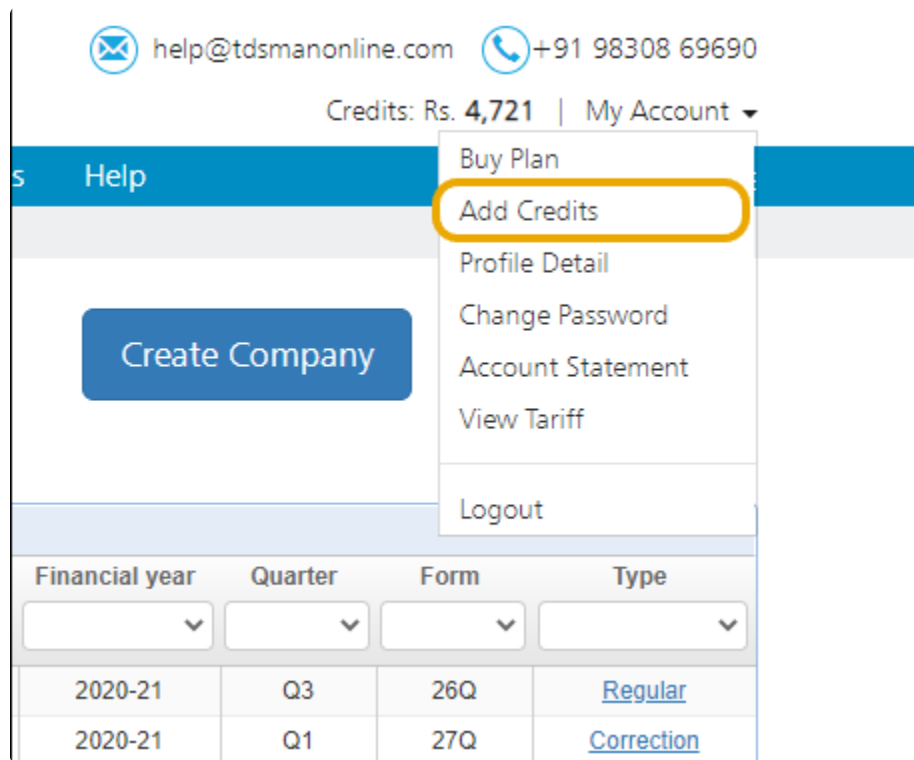 help@tdsmanonline.com +91 98308 69690
Credits: Rs. 4,721 | My Account
s Help
Buy Plan
Add Credits
Profile Detail
Change Password
Account Statement
View Tariff
Logout
Create Company
Financial year Quarter Form Type
2020-21 Q3 26Q Regular
2020-21 Q1 27Q Correction